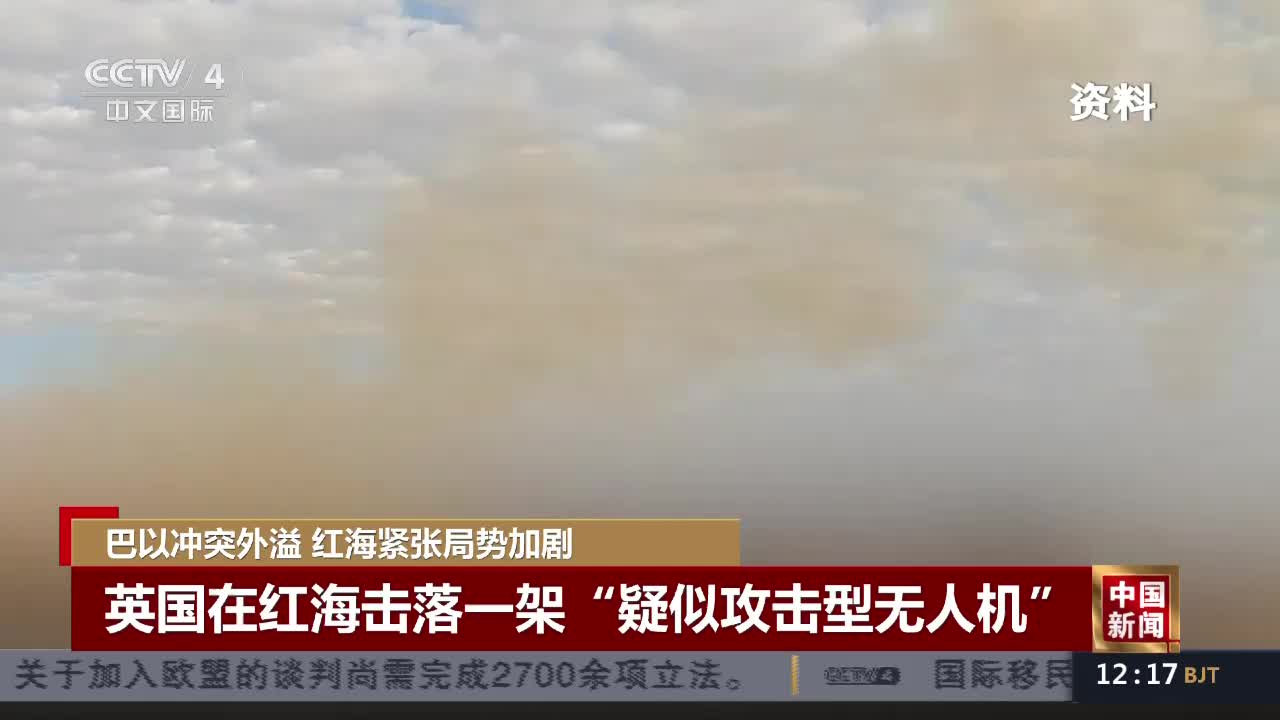 CCTV 4
中文国际
资料
巴以冲突外溢 红海紧张局势加剧
英国在红海击落一架“疑似攻击型无人机”
中国
新闻
关于加入欧盟的谈判尚需完成2700余项立法。 CCTV 4 国际移民
12:17 BJT